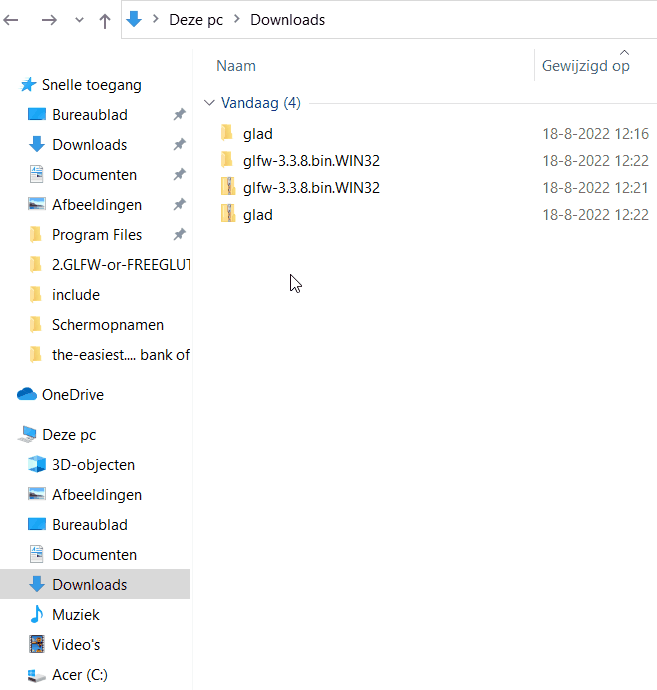 Deze pc
Downloads
Naam
Gewijzigd op
Vandaag (4)
glad 18-8-2022 12:16
glfw-3.3.8.bin.WIN32 18-8-2022 12:22
glfw-3.3.8.bin.WIN32 18-8-2022 12:21
glad 18-8-2022 12:22
Snelle toegang
Bureaublad
Downloads
Documenten
Afbeeldingen
Program Files
2.GLFW-or-FREEGLUT
include
Schermopnamen
the-easiest.... bank of
OneDrive
Deze pc
3D-objecten
Afbeeldingen
Bureaublad
Documenten
Downloads
Muziek
Video's
Acer (C:)